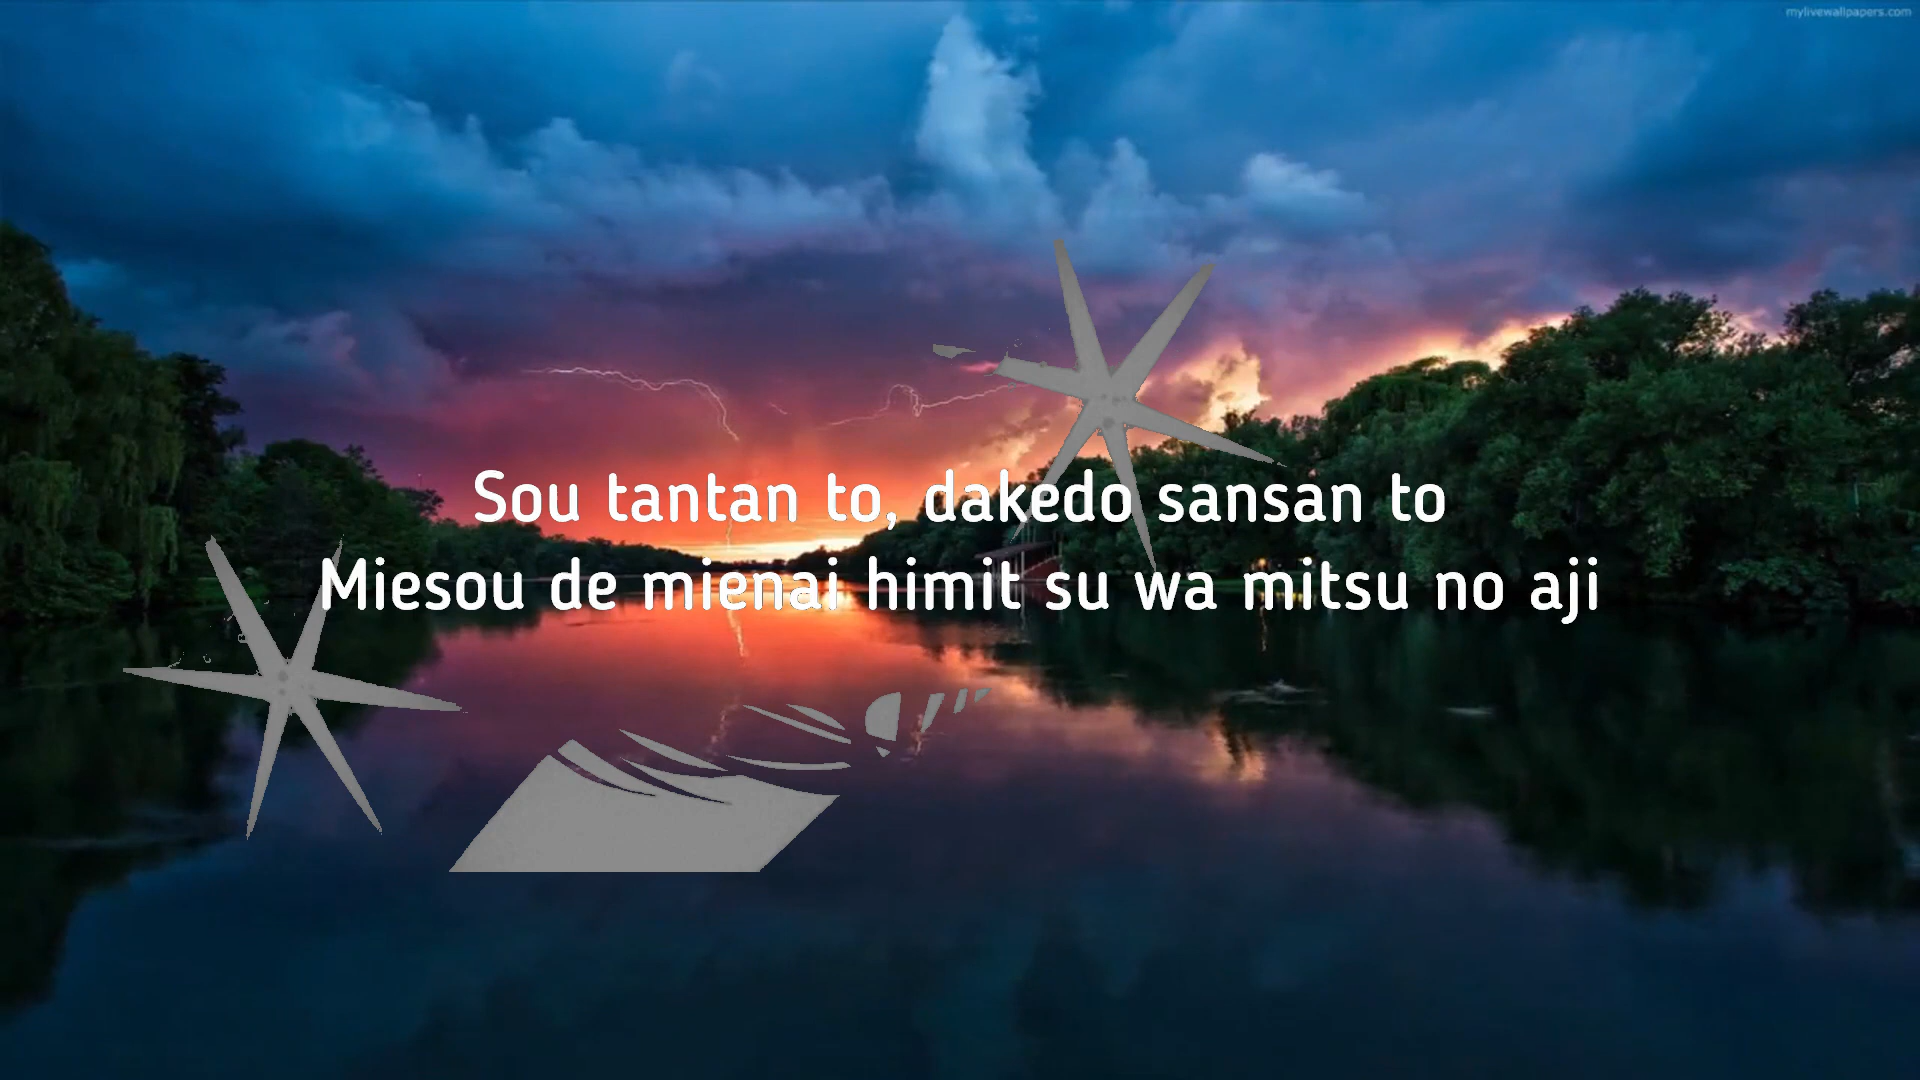 mylivewallpapers.com
Sou tantan to, dakedo sansan to
Miesou de mienai himit su wa mitsu no aji